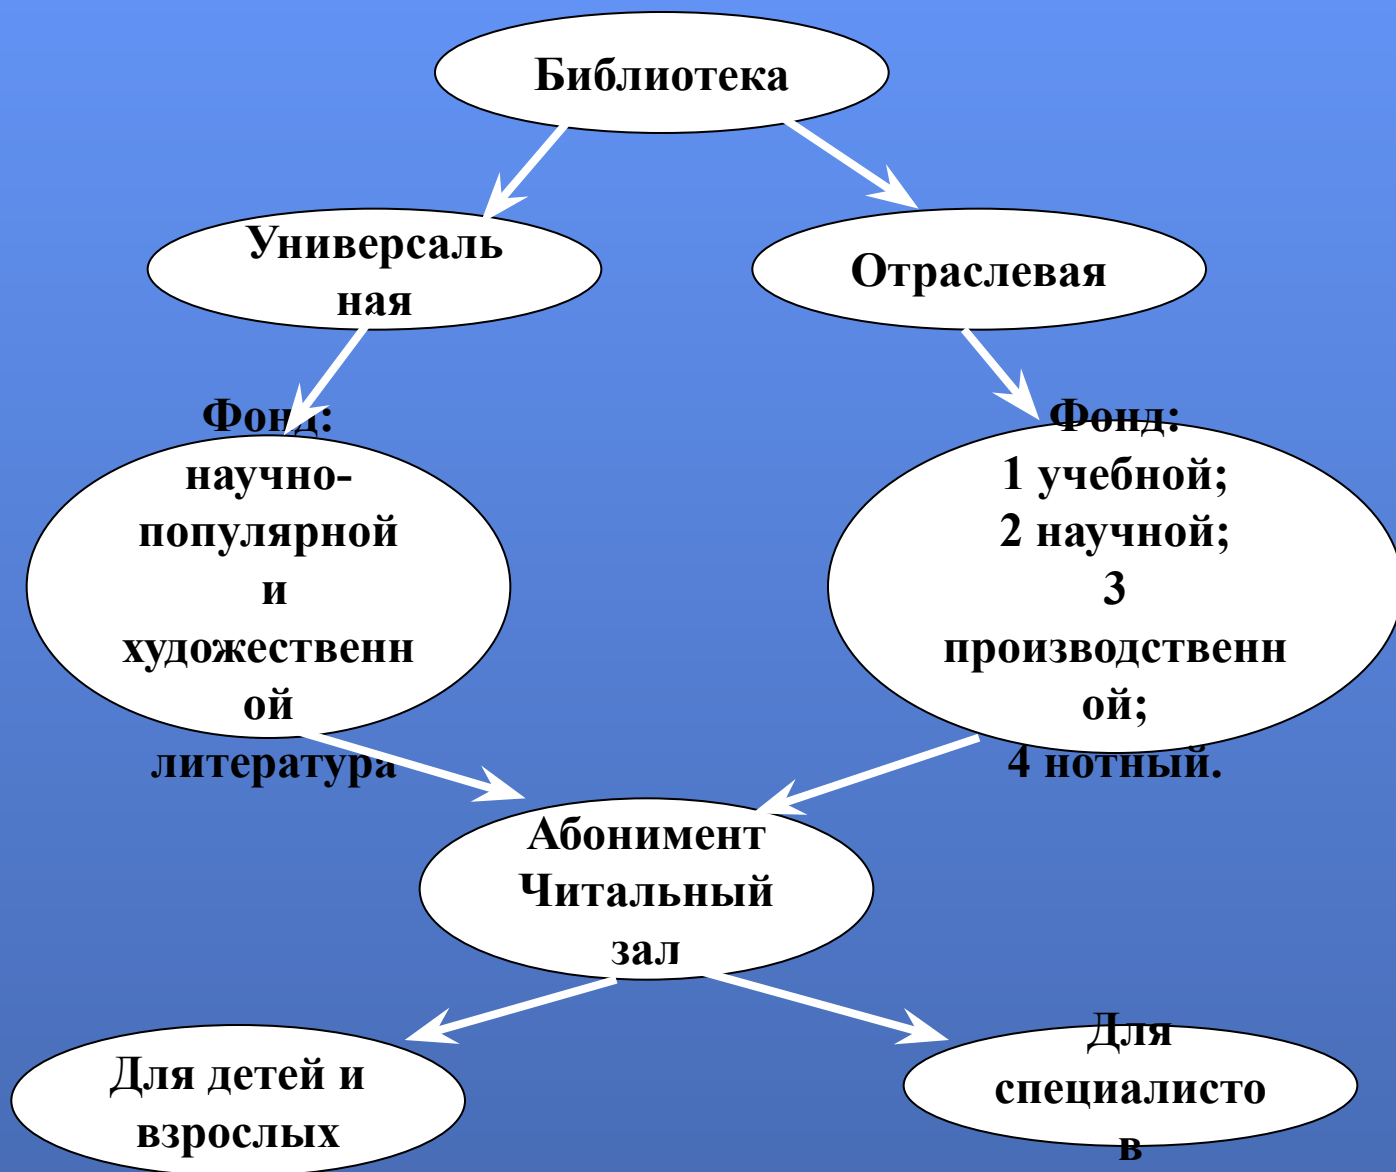 Библиотека
Универсаль
ная
Отраслевая
Фонд:
научно-
популярной
и
художественн
ой
литература
Фонд:
1 учебной;
2 научной;
3
производственн
ой;
4 нотный.
Абонимент
Читальный
зал
Для детей и
взрослых
Для
специалисто
в